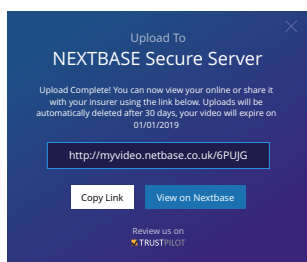 Upload To
NEXTBASE Secure Server
Upload Complete! You can now view your online or share it
with your insurer using the link below. Uploads will be
automatically deleted after 30 days, your video will expire on
01/01/2019
http://myvideo.netbase.co.uk/6PUJG
Copy Link
View on Nextbase
Review us on
TRUSTPILOT